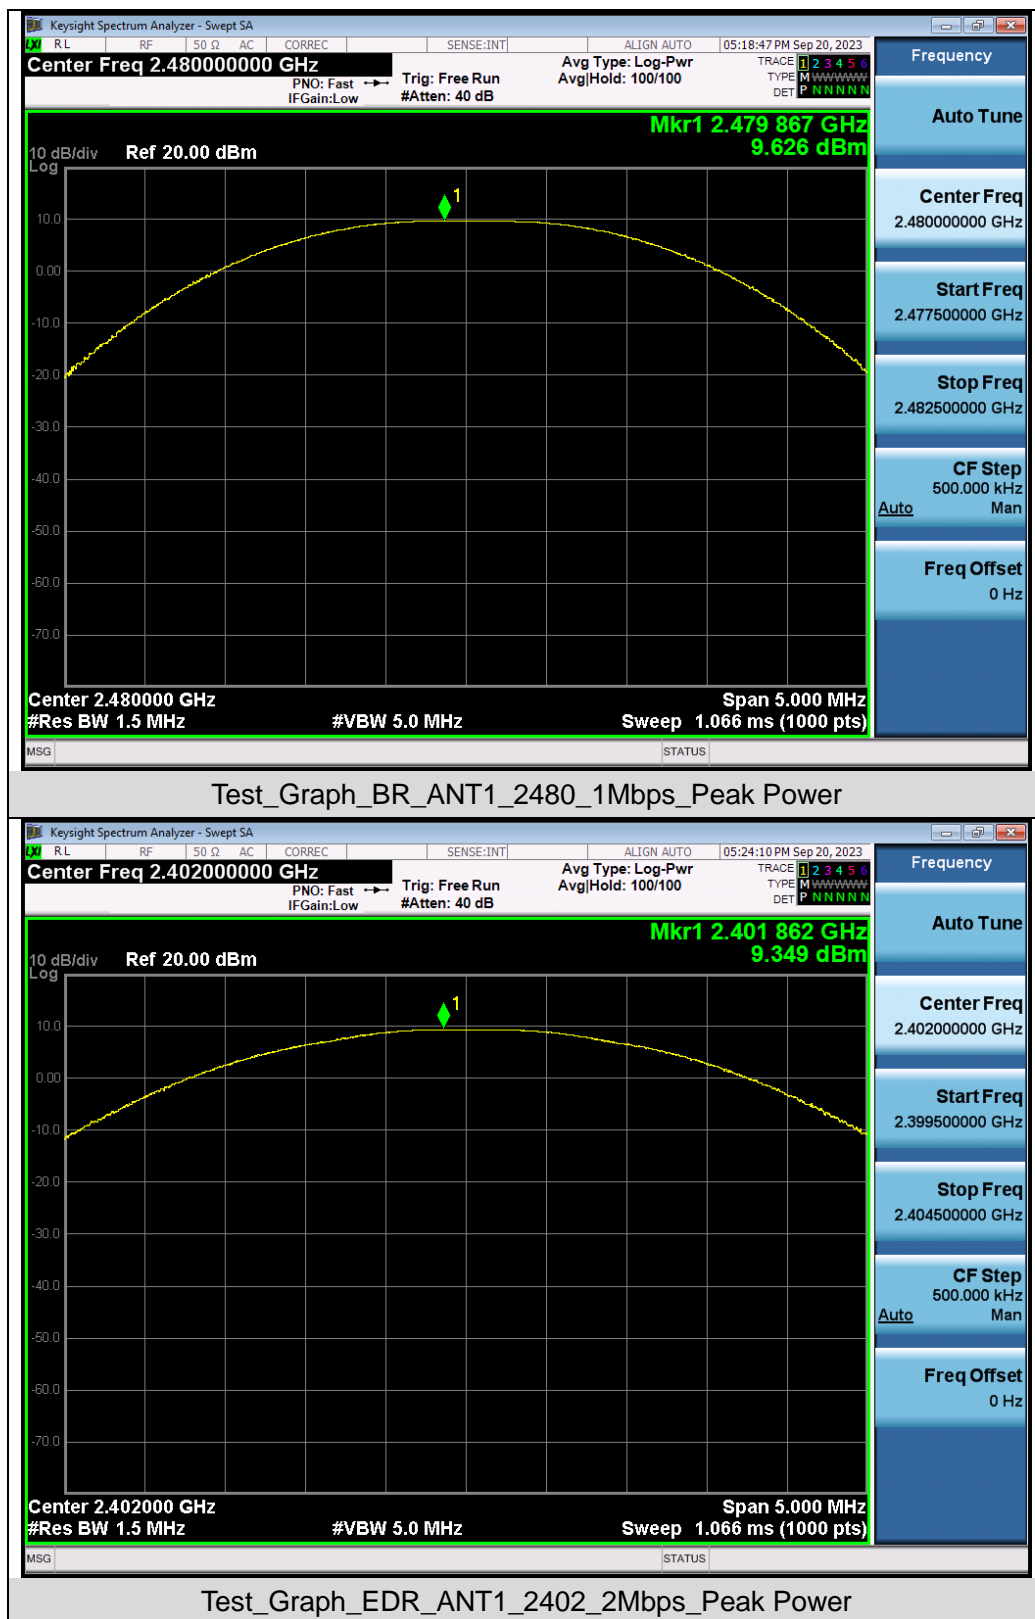 Keysight Spectrum Analyzer - Swept SA
LXI RL RF 50 Ω AC CORREC SENSE:INT ALIGN AUTO 05:18:47 PM Sep 20, 2023
Center Freq 2.480000000 GHz
PNO: Fast
IFGain:Low
Trig: Free Run
#Atten: 40 dB
Avg Type: Log-Pwr
Avg|Hold: 100/100
TRACE 1 2 3 4 5 6
TYPE M WWWWW
DET P N N N N N
Mkr1 2.479 867 GHz
9.626 dBm
10 dB/div Ref 20.00 dBm
Log
1
10.0
0.00
-10.0
-20.0
-30.0
-40.0
-50.0
-60.0
-70.0
Center 2.480000 GHz Span 5.000 MHz
#Res BW 1.5 MHz #VBW 5.0 MHz Sweep 1.066 ms (1000 pts)
MSG STATUS
Frequency
Auto Tune
Center Freq
2.480000000 GHz
Start Freq
2.477500000 GHz
Stop Freq
2.482500000 GHz
CF Step
500.000 kHz
Auto Man
Freq Offset
0 Hz
Test_Graph_BR_ANT1_2480_1Mbps_Peak Power
Keysight Spectrum Analyzer - Swept SA
LXI RL RF 50 Ω AC CORREC SENSE:INT ALIGN AUTO 05:24:10 PM Sep 20, 2023
Center Freq 2.402000000 GHz
PNO: Fast
IFGain:Low
Trig: Free Run
#Atten: 40 dB
Avg Type: Log-Pwr
Avg|Hold: 100/100
TRACE 1 2 3 4 5 6
TYPE M WWWWW
DET P N N N N N
Mkr1 2.401 862 GHz
9.349 dBm
10 dB/div Ref 20.00 dBm
Log
1
10.0
0.00
-10.0
-20.0
-30.0
-40.0
-50.0
-60.0
-70.0
Center 2.402000 GHz Span 5.000 MHz
#Res BW 1.5 MHz #VBW 5.0 MHz Sweep 1.066 ms (1000 pts)
MSG STATUS
Frequency
Auto Tune
Center Freq
2.402000000 GHz
Start Freq
2.399500000 GHz
Stop Freq
2.404500000 GHz
CF Step
500.000 kHz
Auto Man
Freq Offset
0 Hz
Test_Graph_EDR_ANT1_2402_2Mbps_Peak Power